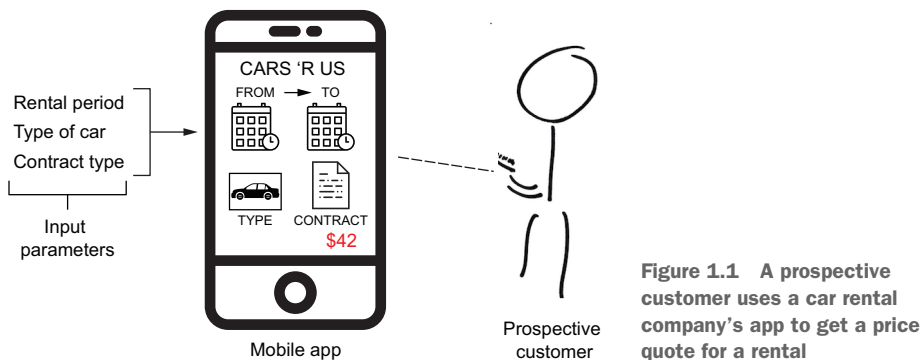 Rental period
Type of car
Contract type
Input
parameters
CARS ‘R US
FROM TO
TYPE CONTRACT
$42
Mobile app
Prospective
customer
Figure 1.1 A prospective
customer uses a car rental
company’s app to get a price
quote for a rental